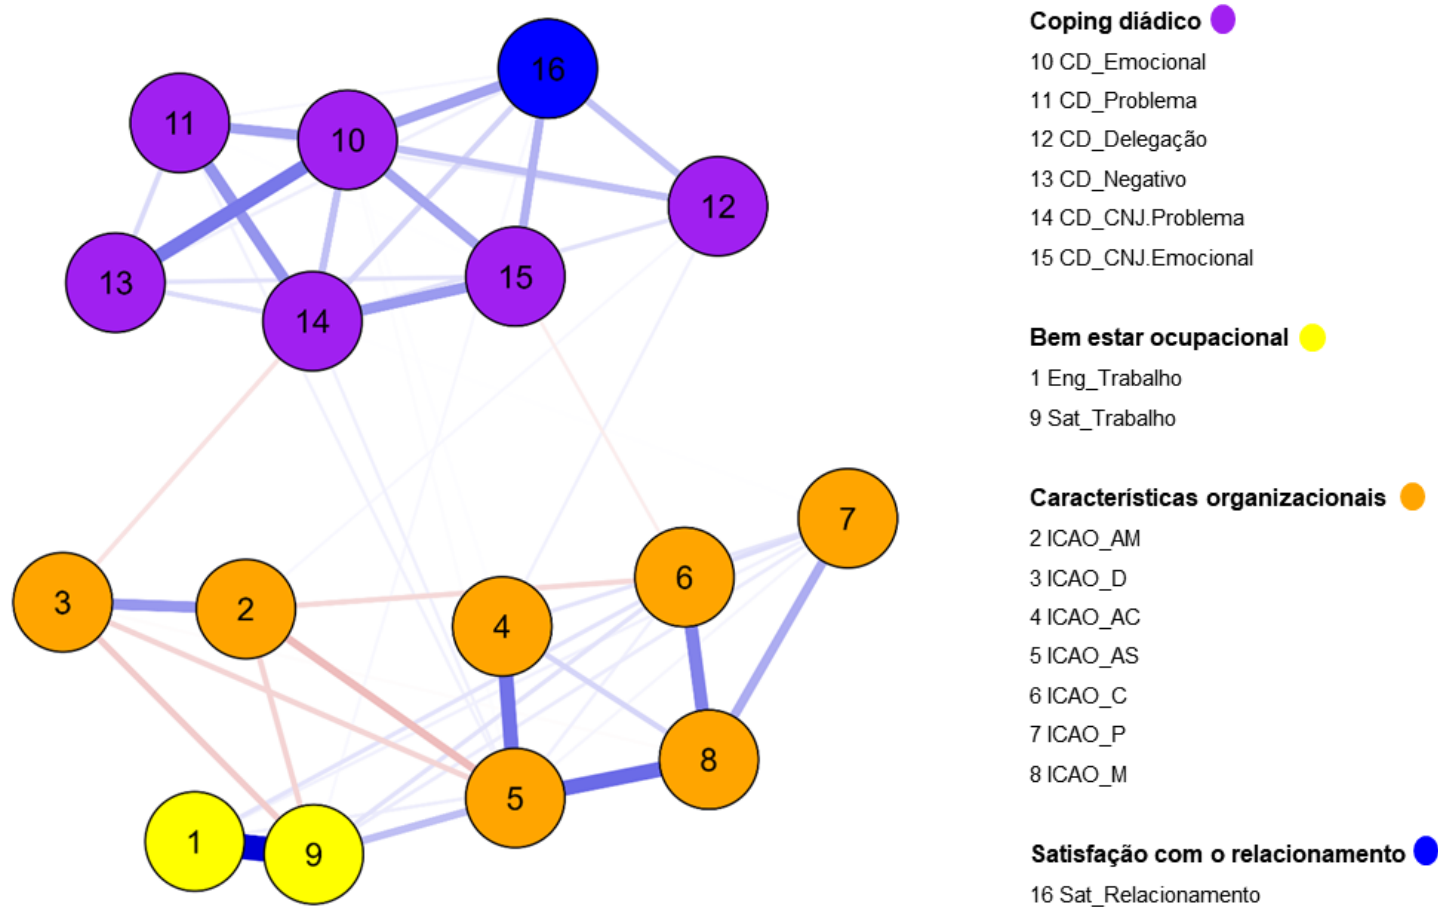 16
11
10
12
13
15
14
7
6
3
2
4
8
5
1
9
Coping diádico
10 CD_Emocional
11 CD_Problema
12 CD_Delegação
13 CD_Negativo
14 CD_CNJ.Problema
15 CD_CNJ.Emocional
Bem estar ocupacional
1 Eng_Trabalho
9 Sat_Trabalho
Características organizacionais
2 ICAO_AM
3 ICAO_D
4 ICAO_AC
5 ICAO_AS
6 ICAO_C
7 ICAO_P
8 ICAO_M
Satisfação com o relacionamento
16 Sat_Relacionamento